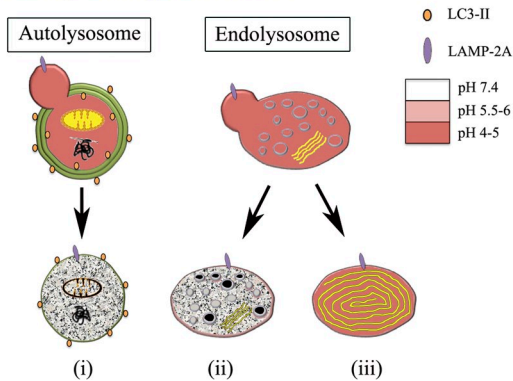 Autolysosome
Endolysosome
LC3-II
LAMP-2A
pH 7.4
pH 5.5-6
pH 4-5
(i)
(ii)
(iii)